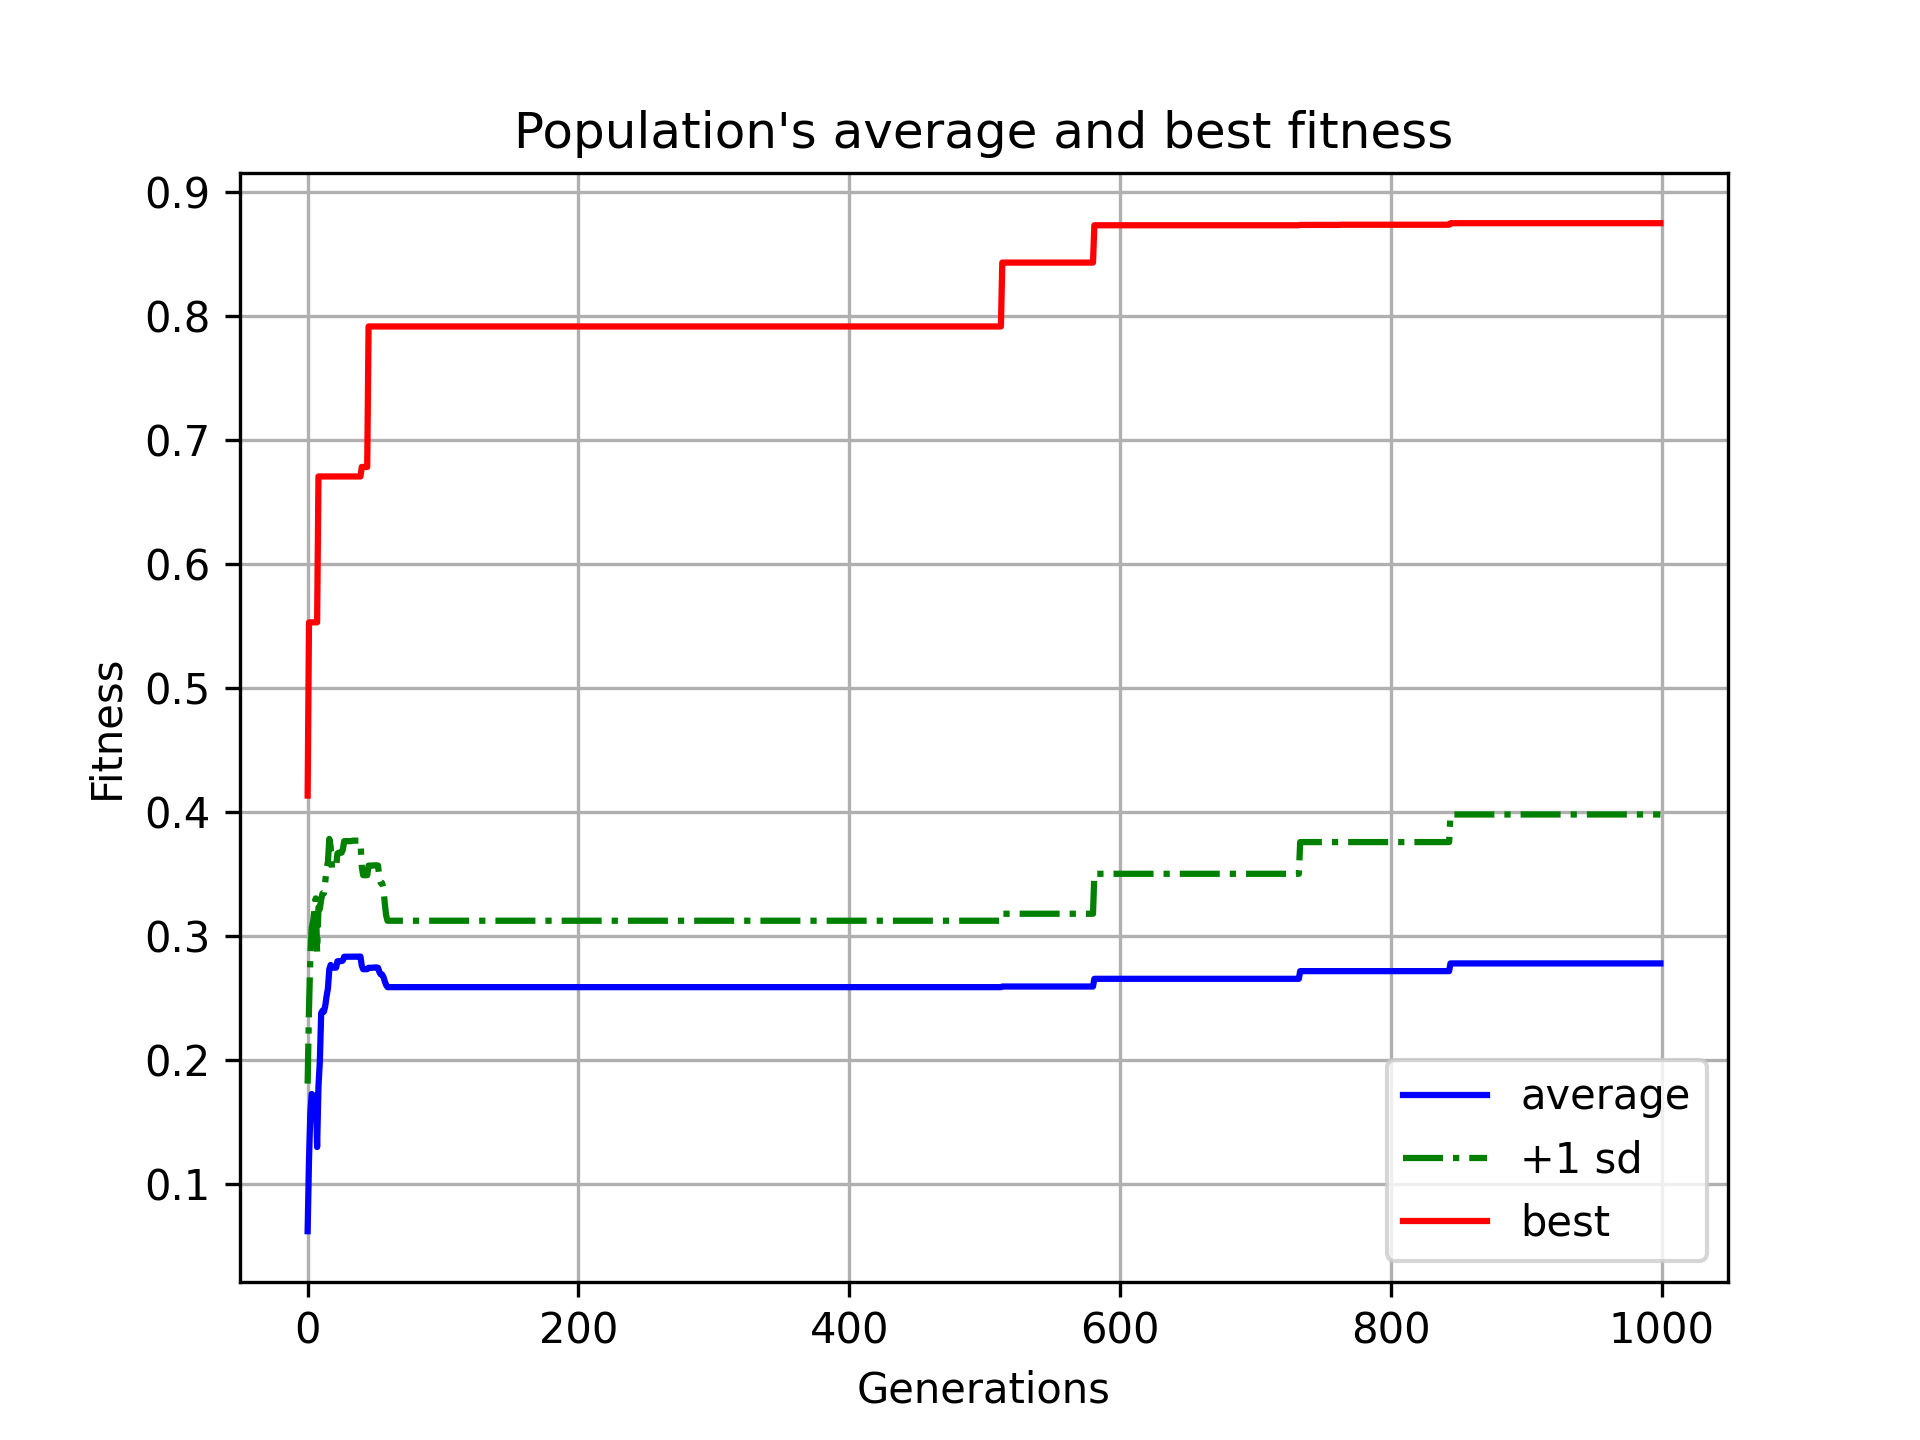 Population's average and best fitness
Fitness
0.9
0.8
0.7
0.6
0.5
0.4
0.3
0.2
0.1
average
+1 sd
best
0 200 400 600 800 1000
Generations